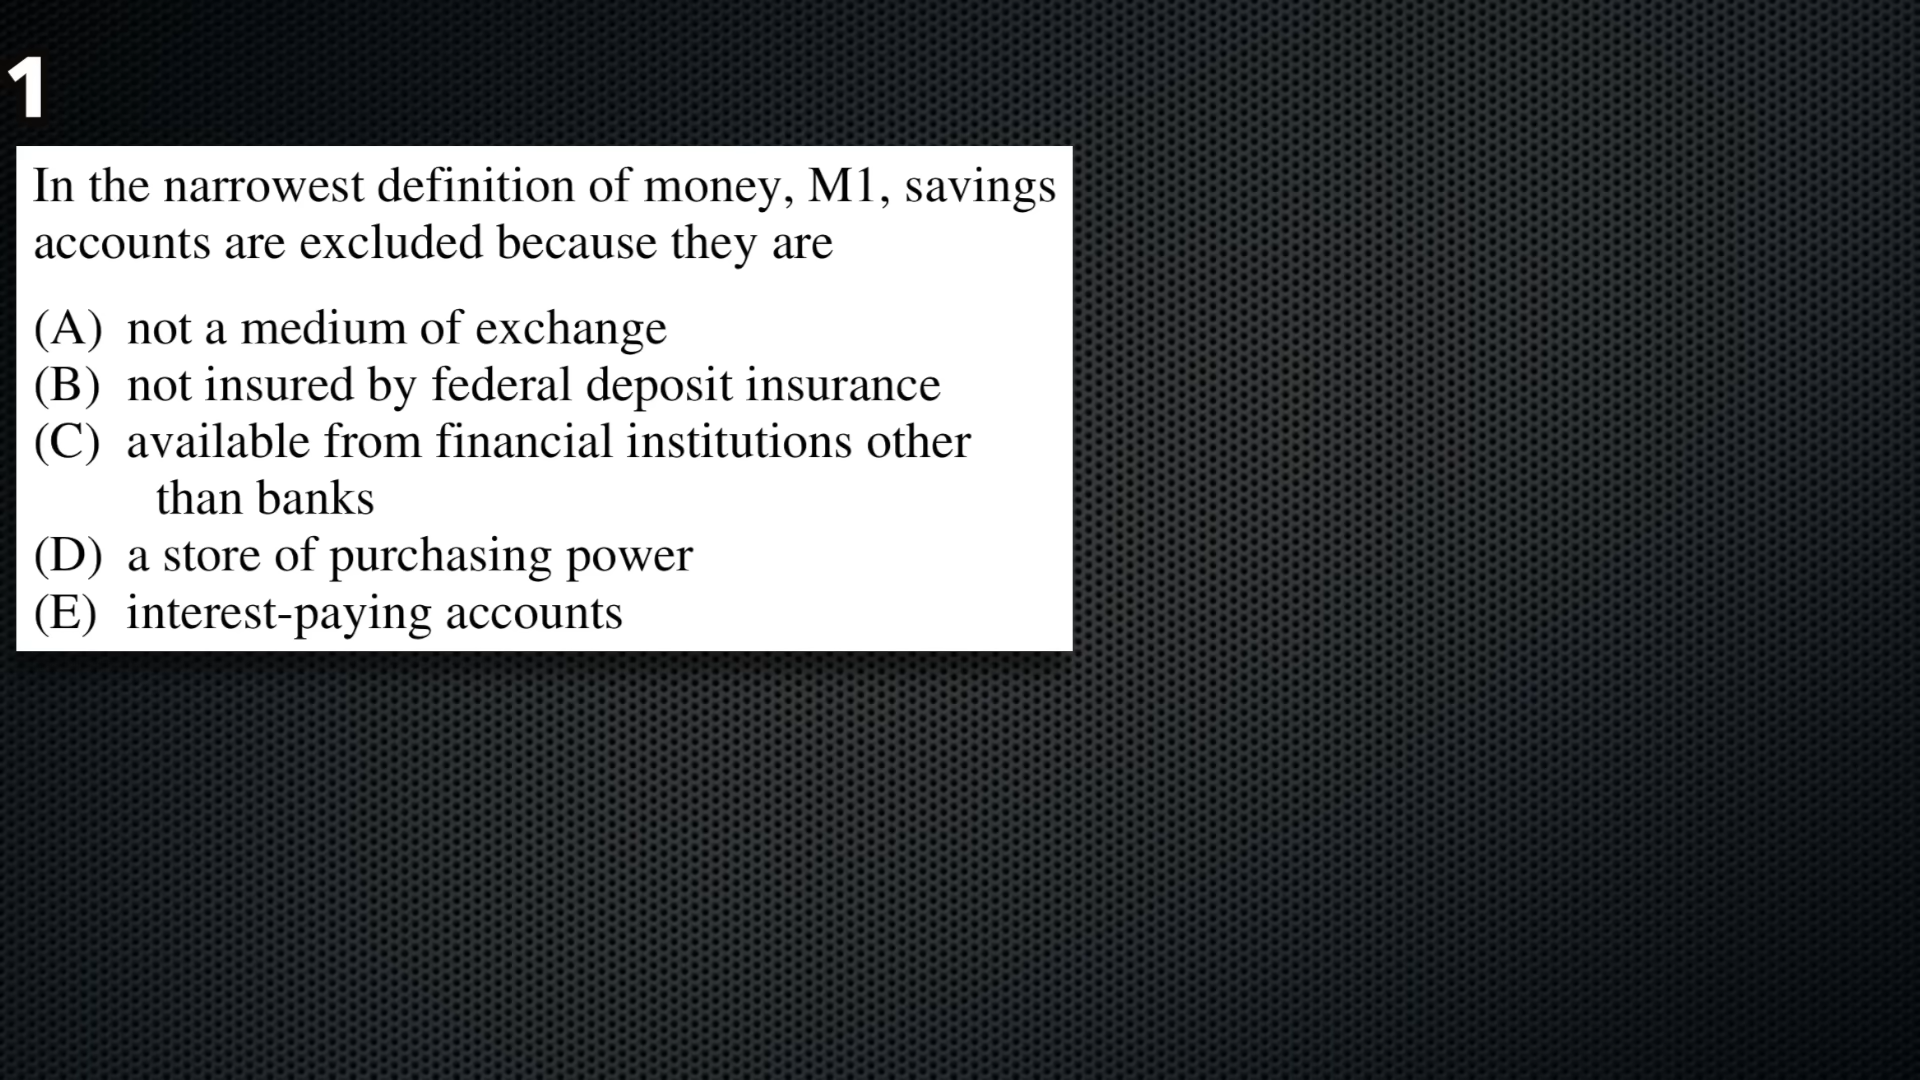 1
In the narrowest definition of money, M1, savings
accounts are excluded because they are
(A) not a medium of exchange
(B) not insured by federal deposit insurance
(C) available from financial institutions other
than banks
(D) a store of purchasing power
(E) interest-paying accounts